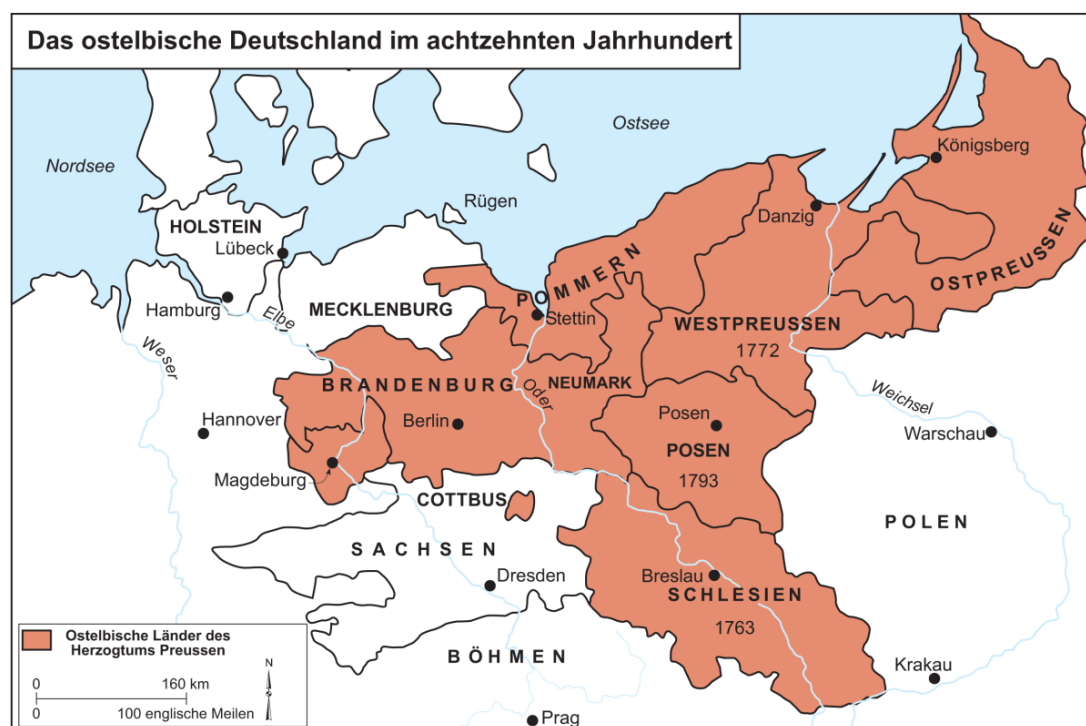 Das ostelbische Deutschland im achtzehnten Jahrhundert
Nordsee
Ostsee
Königsberg
Rügen
Danzig
HOLSTEIN
Lübeck
OSTPREUSSEN
POMMERN
Hamburg
Elbe
MECKLENBURG
Stettin
WESTPREUSSEN
1772
Weser
BRANDENBURG
Oder
NEUMARK
Weichsel
Hannover
Berlin
Posen
Warschau
POSEN
1793
Magdeburg
COTTBUS
POLEN
SACHSEN
Dresden
Breslau
SCHLESIEN
1763
BÖHMEN
Krakau
Prag
Ostelbische Länder des
Herzogtums Preussen
N
0 160 km
0 100 englische Meilen